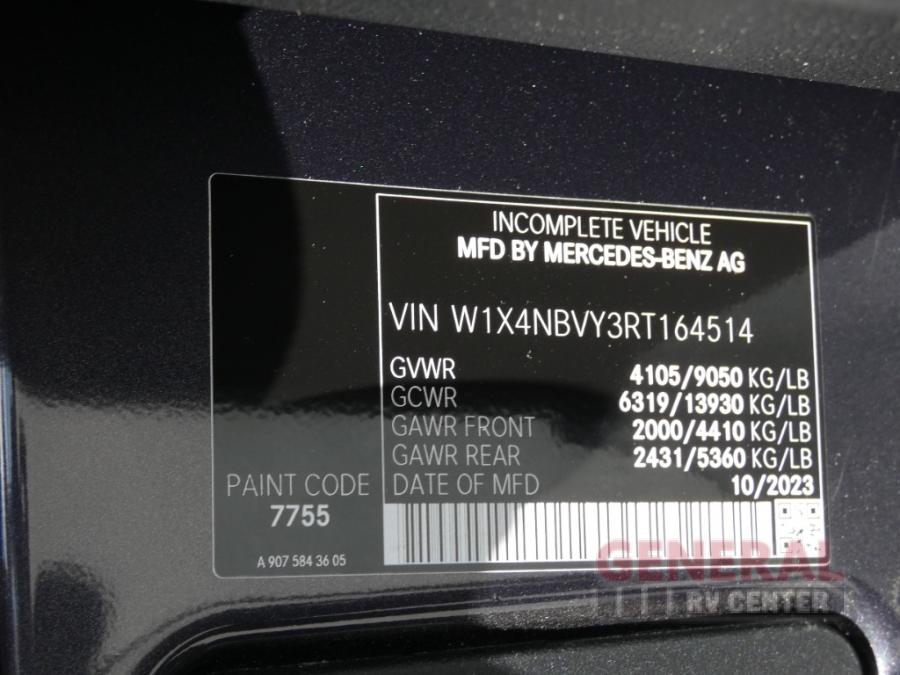 INCOMPLETE VEHICLE
MFD BY MERCEDES-BENZ AG
VIN W1X4NBVY3RT164514
GVWR 4105/9050 KG/LB
GCWR 6319/13930 KG/LB
GAWR FRONT 2000/4410 KG/LB
GAWR REAR 2431/5360 KG/LB
DATE OF MFD 10/2023
PAINT CODE
7755
A 907 584 36 05
GENERAL
RV CENTER